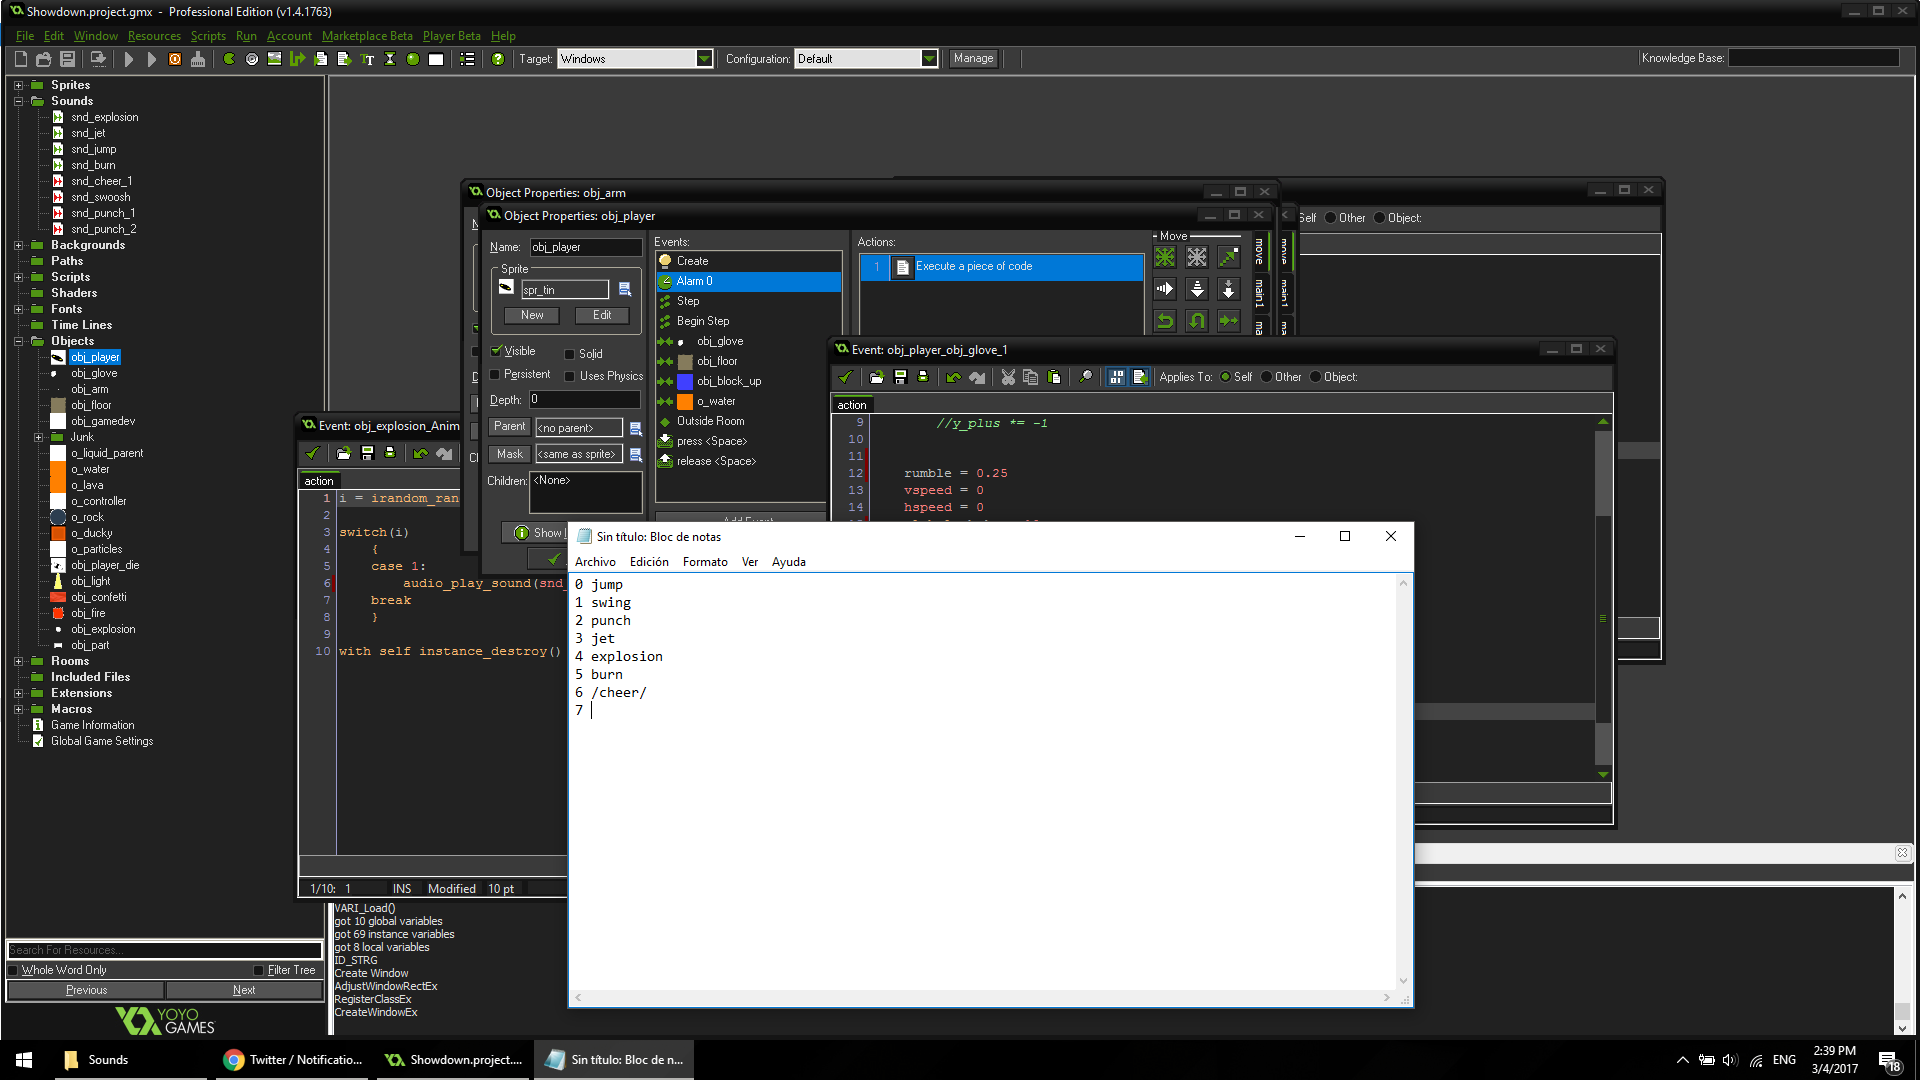 Showdown.project.gmx - Professional Edition (v1.4.1763)
File Edit Window Resources Scripts Run Account Marketplace Beta Player Beta Help
Target: Windows Configuration: Default Manage Knowledge Base:
Sprites
Sounds
snd_explosion
snd_jet
snd_jump
snd_burn
snd_cheer_1
snd_swoosh
snd_punch_1
snd_punch_2
Backgrounds
Paths
Scripts
Shaders
Fonts
Time Lines
Objects
obj_player
obj_glove
obj_arm
obj_floor
obj_gamedev
Junk
o_liquid_parent
o_water
o_lava
o_controller
o_rock
o_ducky
o_particles
obj_player_die
obj_light
obj_confetti
obj_fire
obj_explosion
obj_part
Rooms
Included Files
Extensions
Macros
Game Information
Global Game Settings
Search For Resources...
Whole Word Only Filter Tree
Previous Next
YOYO
GAMES
Object Properties: obj_arm
Object Properties: obj_player
Name: obj_player
Sprite
spr_tin
New Edit
Visible Solid
Persistent Uses Physics
Depth: 0
Parent <no parent>
Mask <same as sprite>
Children: <None>
Show
Events:
Create
Alarm 0
Step
Begin Step
obj_glove
obj_floor
obj_block_up
o_water
Outside Room
press <Space>
release <Space>
Add Event
Actions:
1 Execute a piece of code
Move
move
main1
move
main1
Self Other Object:
Event: obj_player_obj_glove_1
Applies To: Self Other Object:
action
9 //y_plus *= -1
10
11
12 rumble = 0.25
13 vspeed = 0
14 hspeed = 0
Event: obj_explosion_Anim
action
1 i = irandom_ran
2
3 switch(i)
4 {
5 case 1:
6 audio_play_sound(snd_
7 break
8 }
9
10 with self instance_destroy()
1/10: 1 INS Modified 10 pt
Sin título: Bloc de notas
Archivo Edición Formato Ver Ayuda
0 jump
1 swing
2 punch
3 jet
4 explosion
5 burn
6 /cheer/
7
VARI_Load()
got 10 global variables
got 69 instance variables
got 8 local variables
ID_STRG
Create Window
AdjustWindowRectEx
RegisterClassEx
CreateWindowEx
Sounds Twitter / Notificatio... Showdown.project.... Sin título: Bloc de n... ENG 2:39 PM
3/4/2017 18